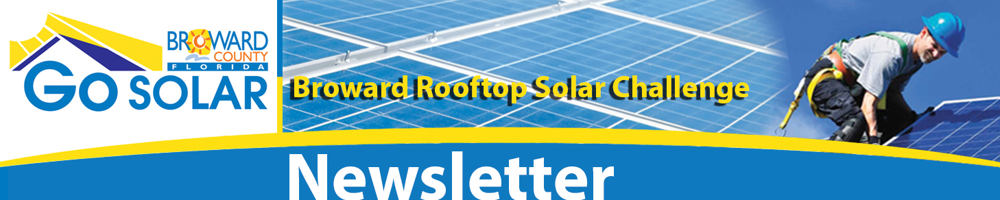 BROWARD
COUNTY
FLORIDA
GO SOLAR
Broward Rooftop Solar Challenge
Newsletter